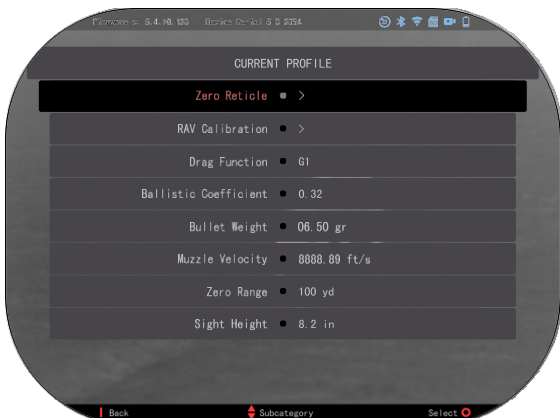 CURRENT PROFILE
Zero Reticle >
RAV Calibration >
Drag Function G1
Ballistic Coefficient 0.32
Bullet Weight 06.50 gr
Muzzle Velocity 8888.89 ft/s
Zero Range 100 yd
Sight Height 8.2 in
Back Subcategory Select